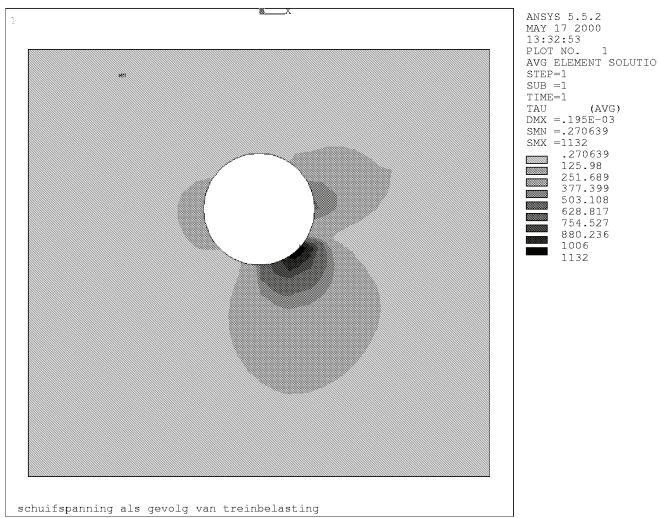 1
X
MN
ANSYS 5.5.2
MAY 17 2000
13:32:53
PLOT NO. 1
AVG ELEMENT SOLUTIO
STEP=1
SUB =1
TIME=1
TAU (AVG)
DMX =.195E-03
SMN =.270639
SMX =1132
.270639
125.98
251.689
377.399
503.108
628.817
754.527
880.236
1006
1132
schuifspanning als gevolg van treinbelasting